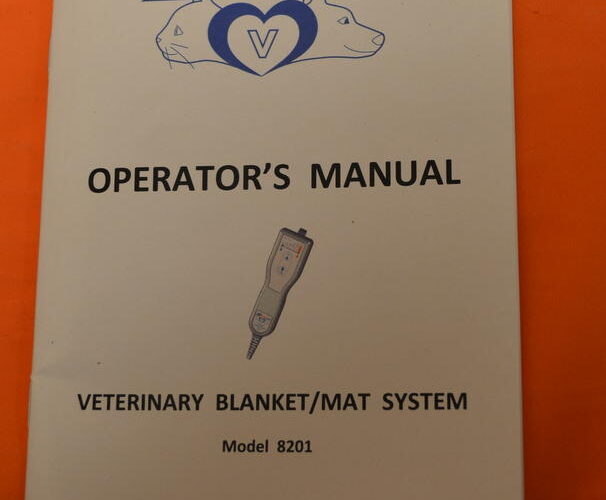 V
OPERATOR'S MANUAL
VETERINARY BLANKET/MAT SYSTEM
Model 8201